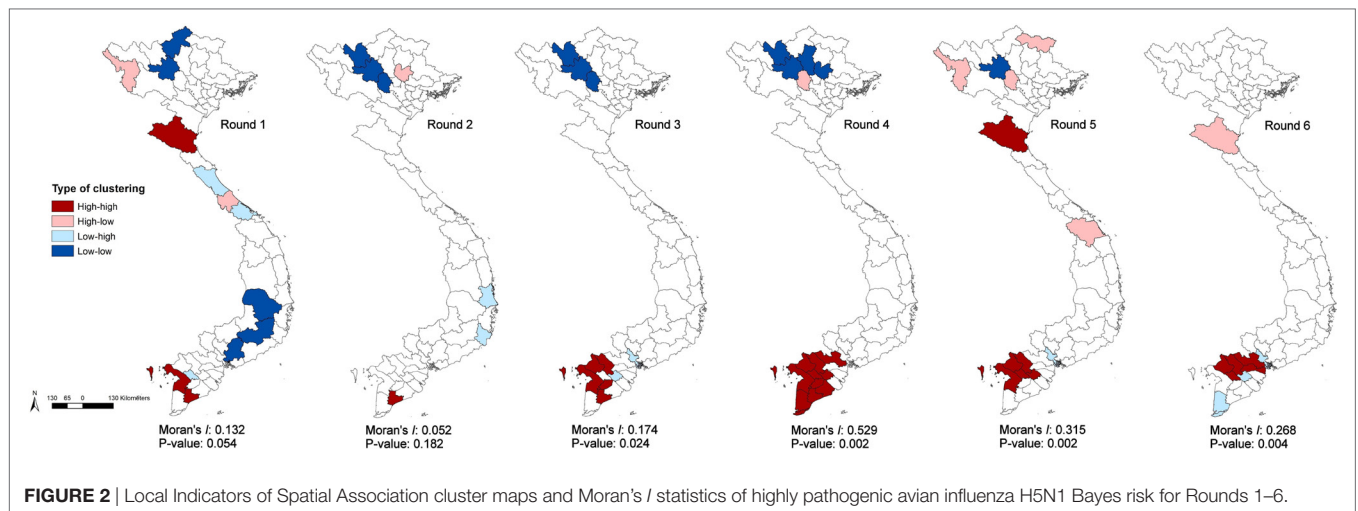 Round 1
Round 2
Round 3
Round 4
Round 5
Round 6
Type of clustering
High-high
High-low
Low-high
Low-low
N
130 65 0 130 Kilometers
Moran's I: 0.132
P-value: 0.054
Moran's I: 0.052
P-value: 0.182
Moran's I: 0.174
P-value: 0.024
Moran's I: 0.529
P-value: 0.002
Moran's I: 0.315
P-value: 0.002
Moran's I: 0.268
P-value: 0.004
FIGURE 2 | Local Indicators of Spatial Association cluster maps and Moran's I statistics of highly pathogenic avian influenza H5N1 Bayes risk for Rounds 1–6.